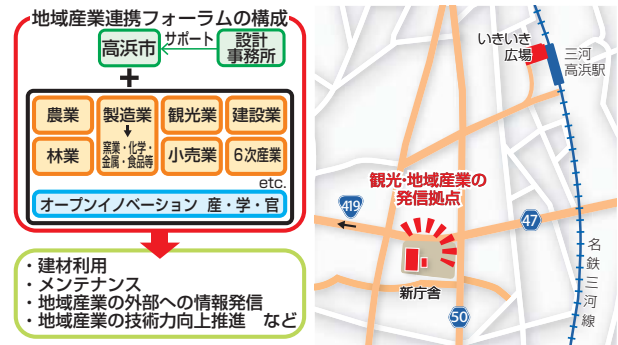 地域産業連携フォーラムの構成
高浜市
サポート
設計
事務所
+
農業
製造業
窯業・化学・
金属・食品等
観光業
建設業
林業
小売業
6次産業
etc.
オープンイノベーション 産・学・官
・建材利用
・メンテナンス
・地域産業の外部への情報発信
・地域産業の技術力向上推進 など
いきいき
広場
三河
高浜駅
観光・地域産業の
発信拠点
419
47
新庁舎
50
名鉄三河線